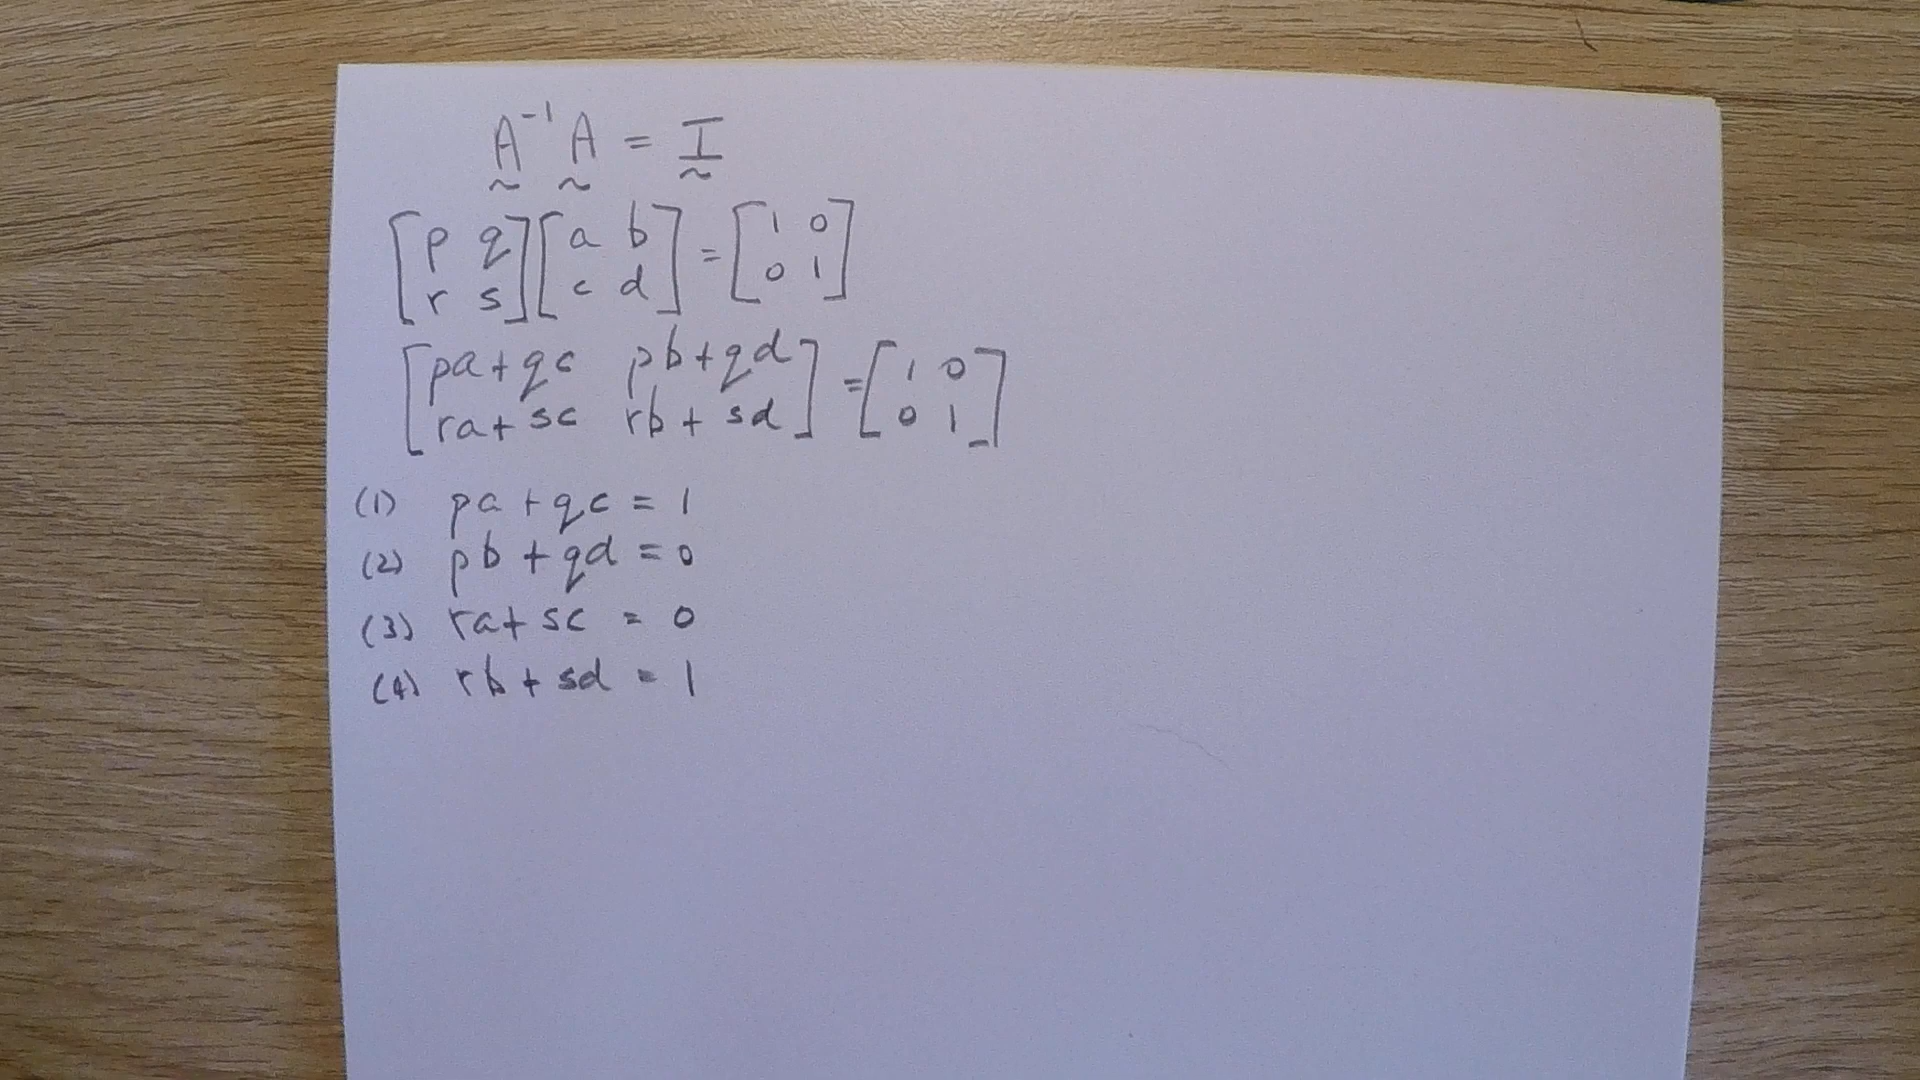 A⁻¹ A = I
[p q r s] [a b c d] = [1 0 0 1]
[pa+qc pb+qd ra+sc rb+sd] = [1 0 0 1]
(1) pa + qc = 1
(2) pb + qd = 0
(3) ra + sc = 0
(4) rb + sd = 1